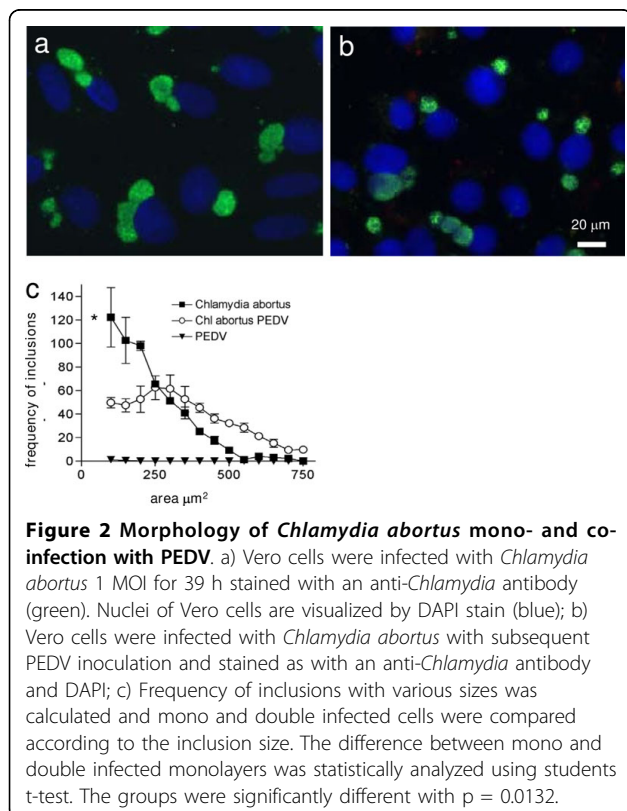 a
b
20 µm
c
140
120
100
80
60
40
20
0
*
frequency of inclusions
Chlamydia abortus
Chl abortus PEDV
PEDV
0 250 500 750
area µm²
Figure 2 Morphology of Chlamydia abortus mono- and co-
infection with PEDV. a) Vero cells were infected with Chlamydia
abortus 1 MOI for 39 h stained with an anti-Chlamydia antibody
(green). Nuclei of Vero cells are visualized by DAPI stain (blue); b)
Vero cells were infected with Chlamydia abortus with subsequent
PEDV inoculation and stained as with an anti-Chlamydia antibody
and DAPI; c) Frequency of inclusions with various sizes was
calculated and mono and double infected cells were compared
according to the inclusion size. The difference between mono and
double infected monolayers was statistically analyzed using students
t-test. The groups were significantly different with p = 0.0132.